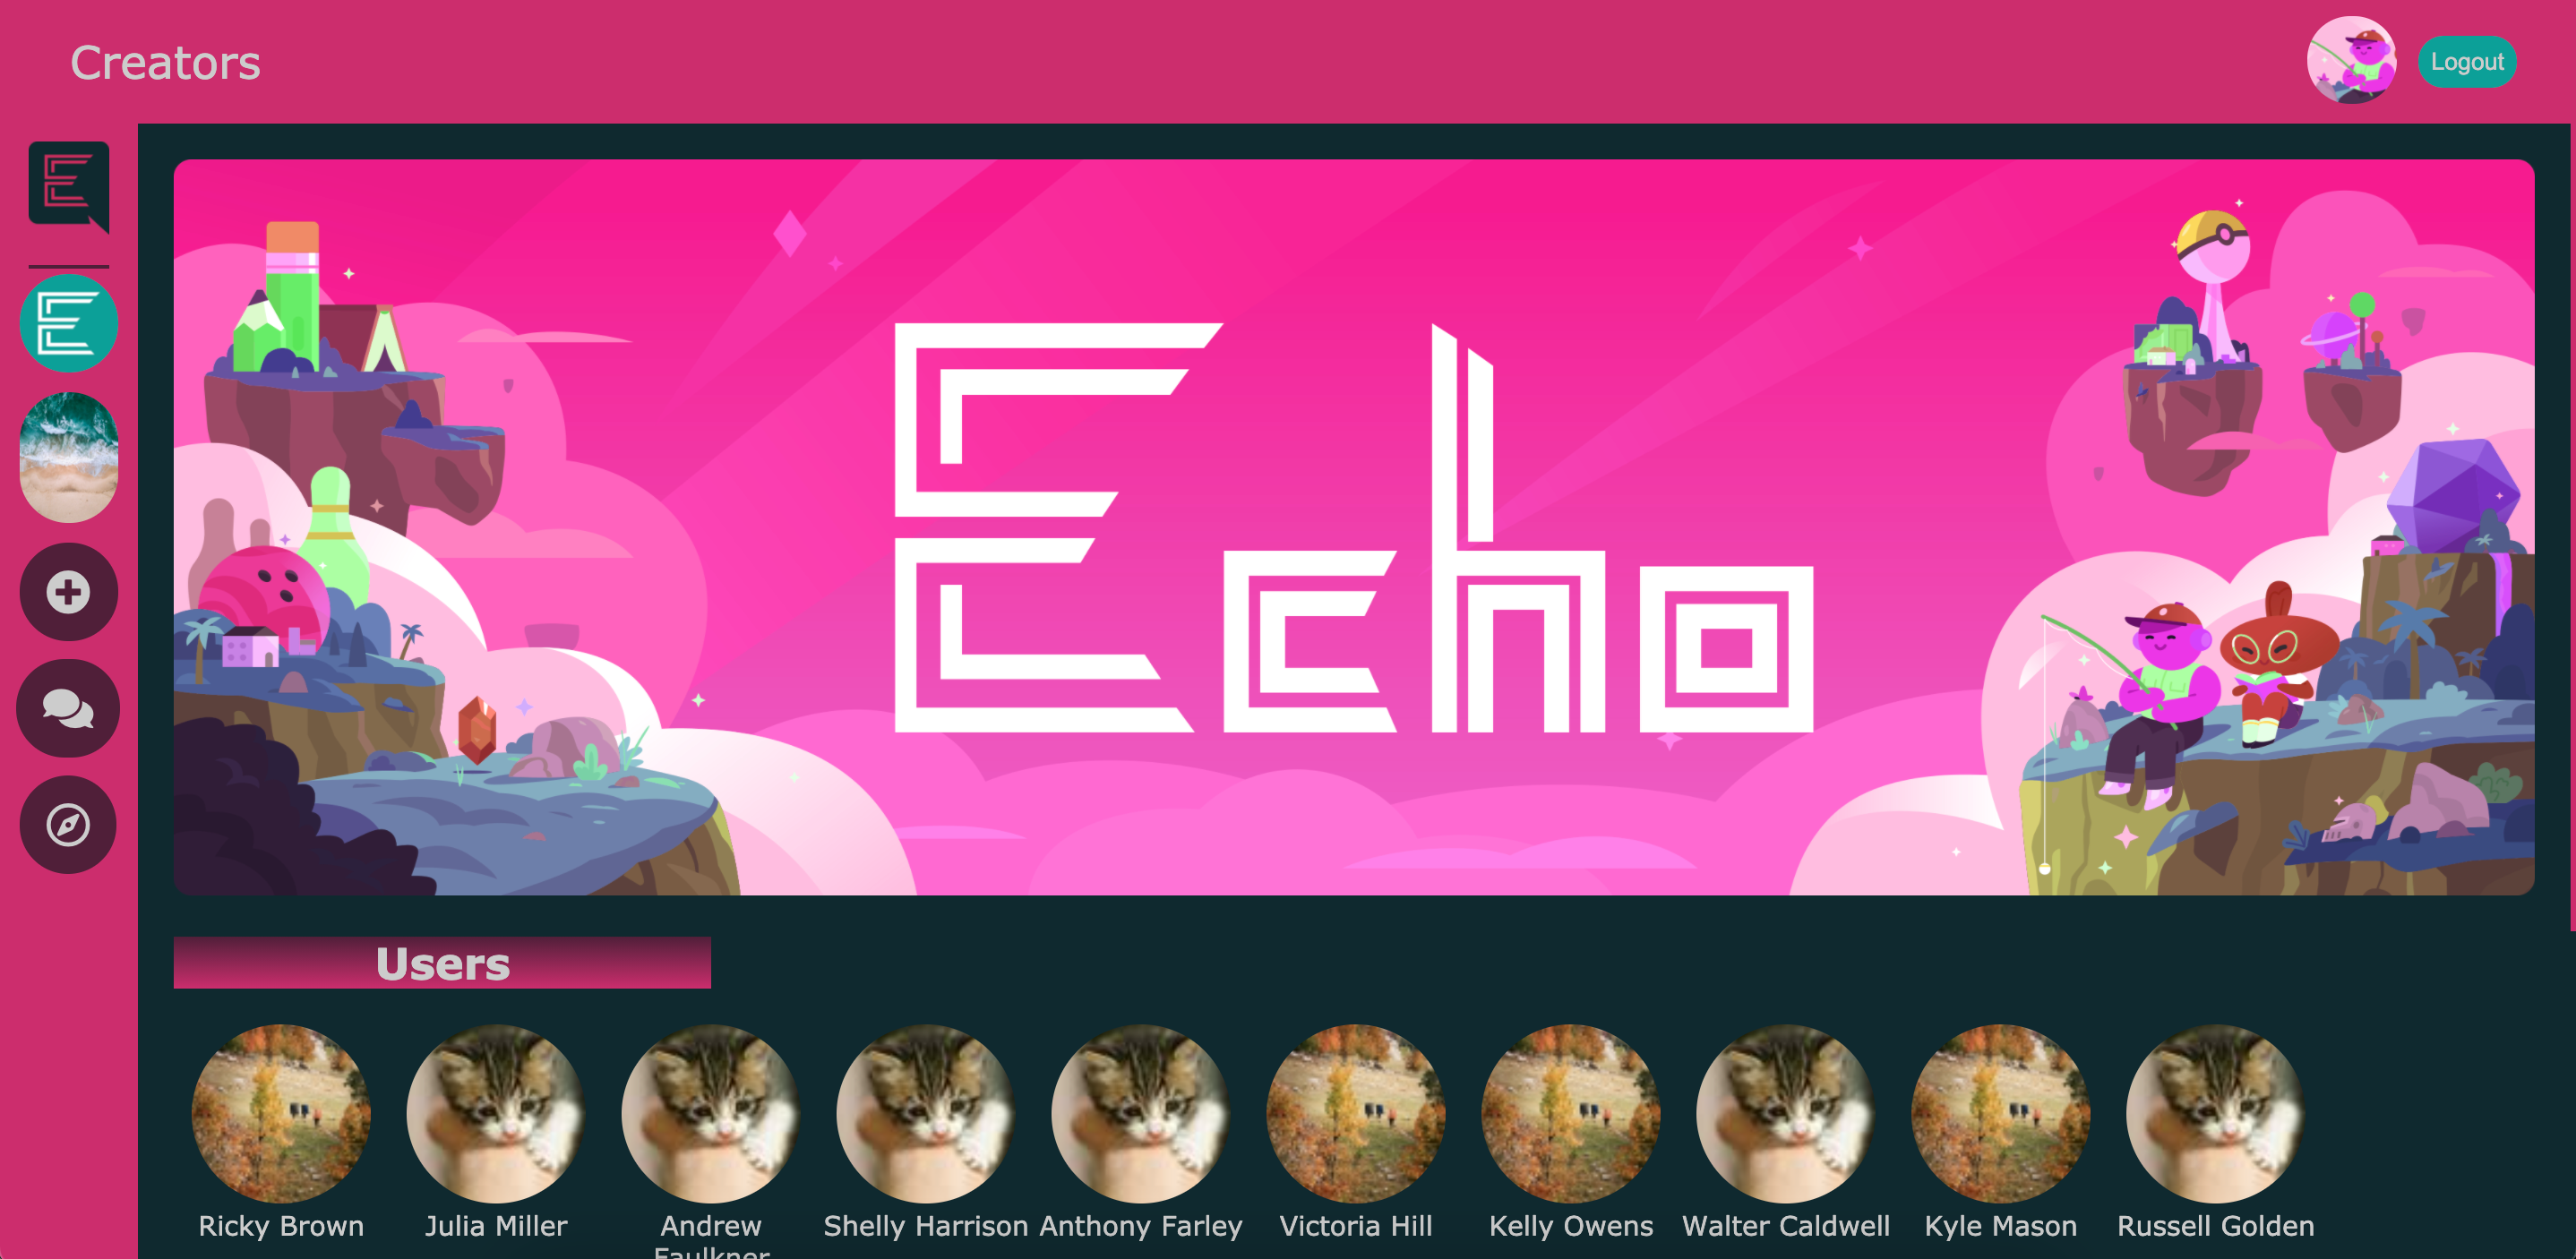 Creators
Logout
E
E
Echo
Users
Ricky Brown
Julia Miller
Andrew
Faulkner
Shelly Harrison
Anthony Farley
Victoria Hill
Kelly Owens
Walter Caldwell
Kyle Mason
Russell Golden